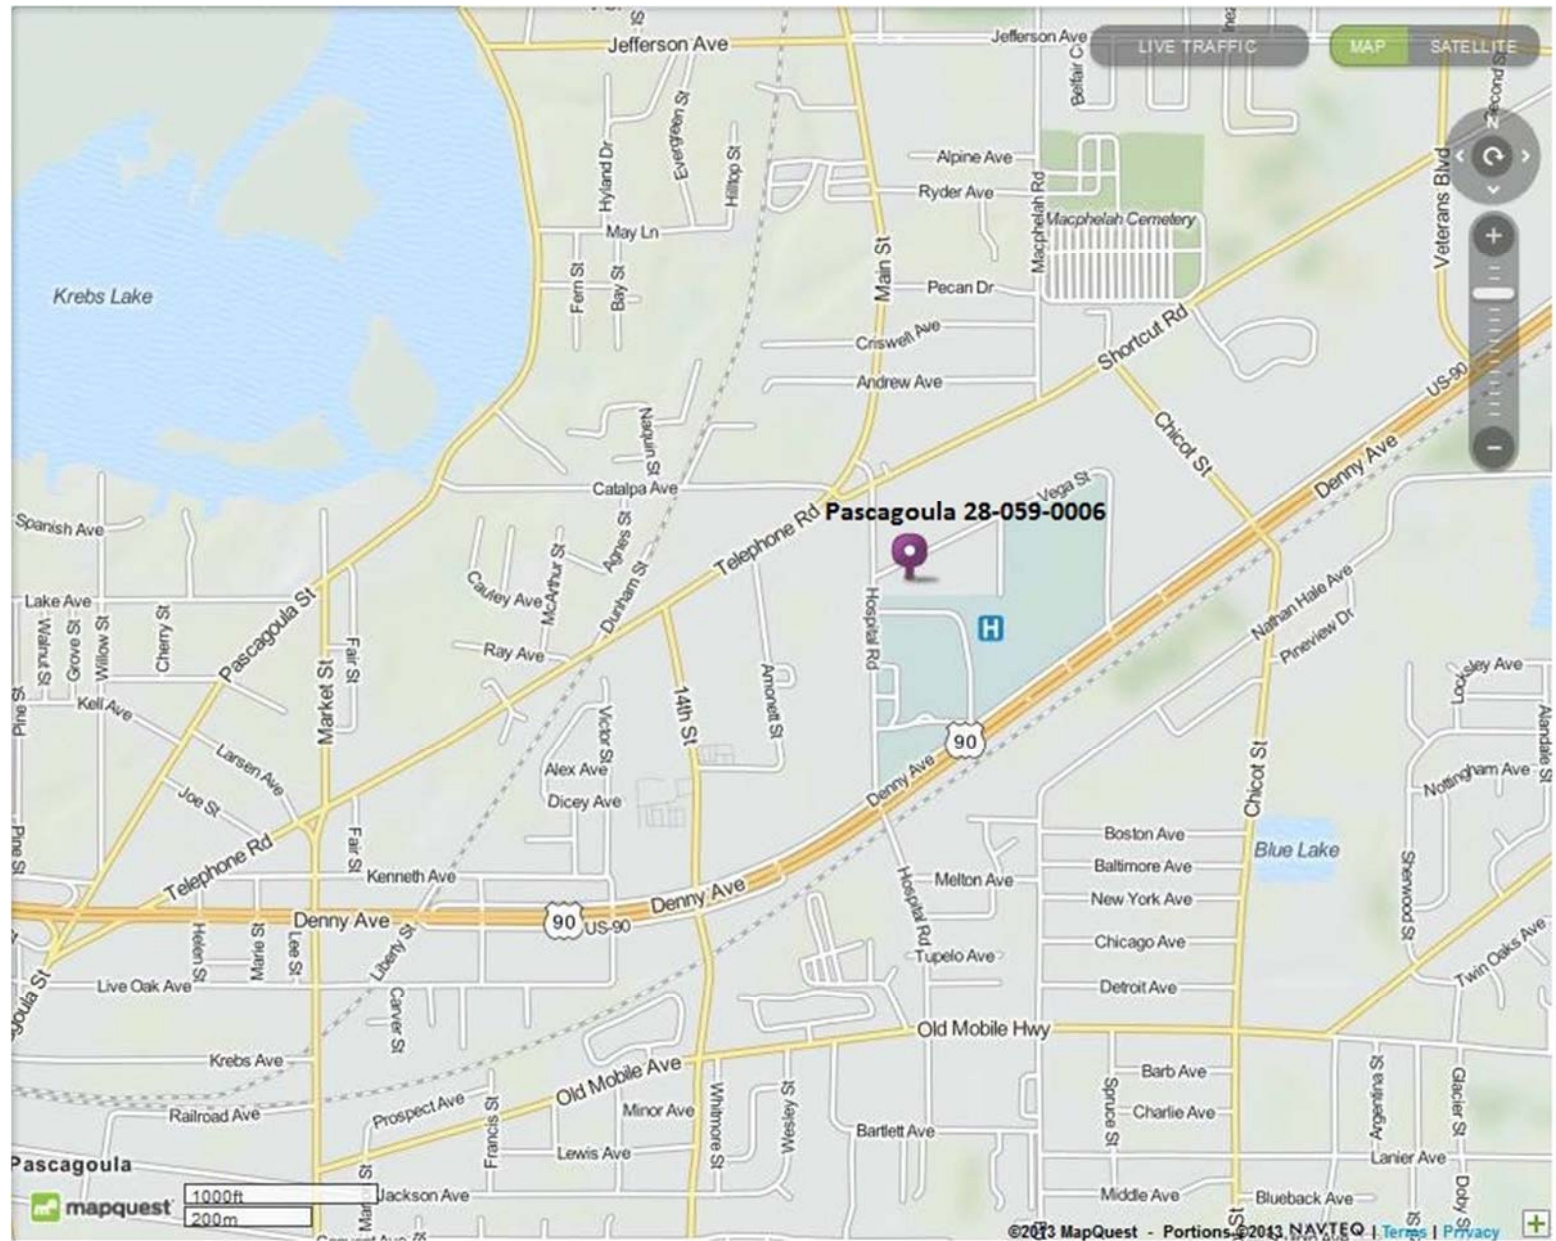 Jefferson Ave
Jefferson Ave
LIVE TRAFFIC
MAP
SATELLITE
Belfair
Hyland Dr
Evergreen St
Hilltop St
Alpine Ave
Ryder Ave
Macphelah Rd
Macphelah Cemetery
Veterans Blvd
N
May Ln
Fern St
Bay St
Main St
Pecan Dr
Krebs Lake
Criswell Ave
Andrew Ave
Shortcut Rd
US-90
Chicot St
Denny Ave
Naquin St
Catalpa Ave
Vega St
Telephone Rd
Pascagoula 28-059-0006
Spanish Ave
Agnes St
McArthur St
Cauley Ave
Dunham St
Lake Ave
Walnut St
Grove St
Willow St
Cherry St
Pascagoula St
Fair St
Market St
Ray Ave
Hospital Rd
H
Nathan Hale Ave
Pineview Dr
Locksley Ave
Pine St
Kell Ave
14th St
Arnonett St
Victor St
Larsen Ave
Joe St
Alex Ave
Dicey Ave
90
Denny Ave
Chicot St
Nottingham Ave
Alandale St
Pine St
Telephone Rd
Fair St
Kenneth Ave
Boston Ave
Baltimore Ave
New York Ave
Blue Lake
Sherwood St
Melton Ave
Hospital Rd
Denny Ave
90
US-90
Denny Ave
Helen St
Marie St
Lee St
Liberty St
Chicago Ave
Tupelo Ave
Twin Oaks Ave
Live Oak Ave
Carver St
Detroit Ave
agoula St
Old Mobile Hwy
Krebs Ave
Old Mobile Ave
Barb Ave
Spruce St
Charlie Ave
Argentina St
Glacier St
Railroad Ave
Prospect Ave
Francis St
Minor Ave
Whitmore St
Wesley St
Bartlett Ave
Lewis Ave
Lanier Ave
Pascagoula
mapquest
1000ft
200m
Jackson Ave
Middle Ave
Blueback Ave
Doby S
©2013 MapQuest - Portions ©2013 NAVTEQ | Terms | Privacy